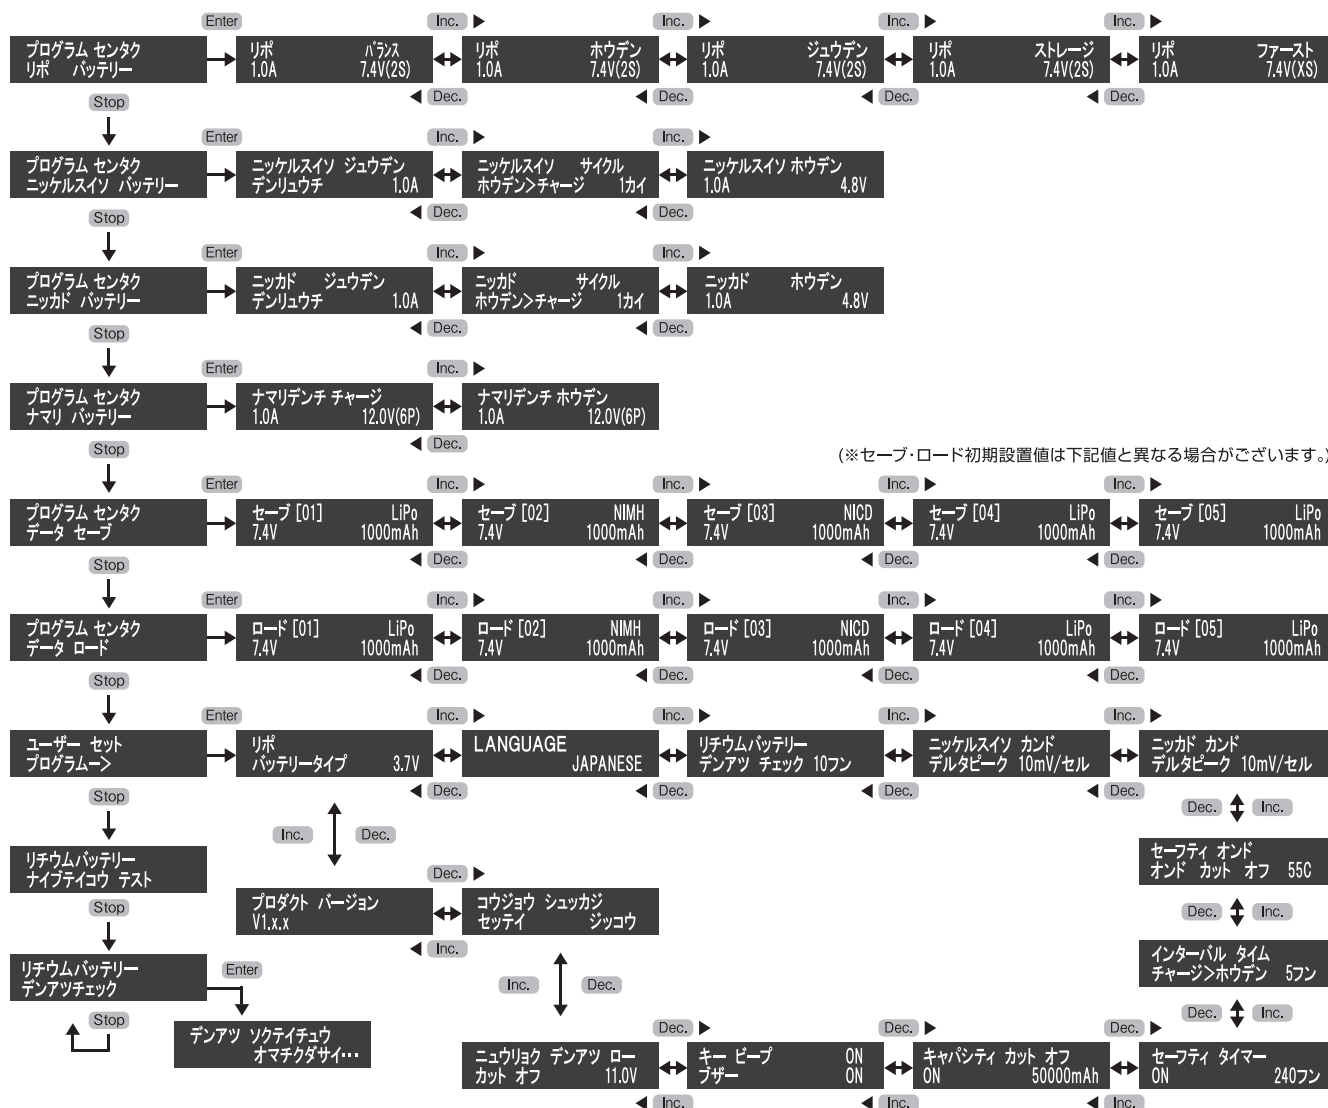 Enter Inc. Inc. Inc. Inc.
プログラム センタク
リポ バッテリー
リポ バランス
1.0A 7.4V(2S)
リポ ホウデン
1.0A 7.4V(2S)
リポ ジュウデン
1.0A 7.4V(2S)
リポ ストレージ
1.0A 7.4V(2S)
リポ ファースト
1.0A 7.4V(XS)
Stop Dec. Dec. Dec. Dec.
Enter Inc. Inc.
プログラム センタク
ニッケルスイソ バッテリー
ニッケルスイソ ジュウデン
デンリュウチ 1.0A
ニッケルスイソ サイクル
ホウデン>チャージ 1カイ
ニッケルスイソ ホウデン
1.0A 4.8V
Stop Dec. Dec.
Enter Inc. Inc.
プログラム センタク
ニッカド バッテリー
ニッカド ジュウデン
デンリュウチ 1.0A
ニッカド サイクル
ホウデン>チャージ 1カイ
ニッカド ホウデン
1.0A 4.8V
Stop Dec. Dec.
Enter Inc.
プログラム センタク
ナマリ バッテリー
ナマリデンチ チャージ
1.0A 12.0V(6P)
ナマリデンチ ホウデン
1.0A 12.0V(6P)
Stop Dec.
(※セーブ・ロード初期設置値は下記値と異なる場合がございます。)
Enter Inc. Inc. Inc. Inc.
プログラム センタク
データ セーブ
セーブ [01] LiPo
7.4V 1000mAh
セーブ [02] NIMH
7.4V 1000mAh
セーブ [03] NICD
7.4V 1000mAh
セーブ [04] LiPo
7.4V 1000mAh
セーブ [05] LiPo
7.4V 1000mAh
Stop Dec. Dec. Dec. Dec.
Enter Inc. Inc. Inc. Inc.
プログラム センタク
データ ロード
ロード [01] LiPo
7.4V 1000mAh
ロード [02] NIMH
7.4V 1000mAh
ロード [03] NICD
7.4V 1000mAh
ロード [04] LiPo
7.4V 1000mAh
ロード [05] LiPo
7.4V 1000mAh
Stop Dec. Dec. Dec. Dec.
Enter Inc. Inc. Inc. Inc.
ユーザー セット
プログラムー>
リポ
バッテリータイプ 3.7V
LANGUAGE
JAPANESE
リチウムバッテリー
デンアツ チェック 10フン
ニッケルスイソ カンド
デルタピーク 10mV/セル
ニッカド カンド
デルタピーク 10mV/セル
Stop Dec. Dec. Dec. Dec.
Inc. Dec.
Dec. Inc.
リチウムバッテリー
ナイブテイコウ テスト
セーフティ オンド
オンド カット オフ 55C
Stop Dec.
プロダクト バージョン
V1.x.x
コウジョウ シュッカジ
セッテイ ジッコウ
Inc.
Dec. Inc.
リチウムバッテリー
デンアツチェック
Enter
インターバル タイム
チャージ>ホウデン 5フン
Stop
Inc. Dec.
Dec. Inc.
デンアツ ソクテイチュウ
オマチクダサイ…
Dec. Dec. Dec.
ニュウリョク デンアツ ロー
カット オフ 11.0V
キー ビープ ON
ブザー ON
キャパシティ カット オフ
ON 50000mAh
セーフティ タイマー
ON 240フン
Inc. Inc. Inc.